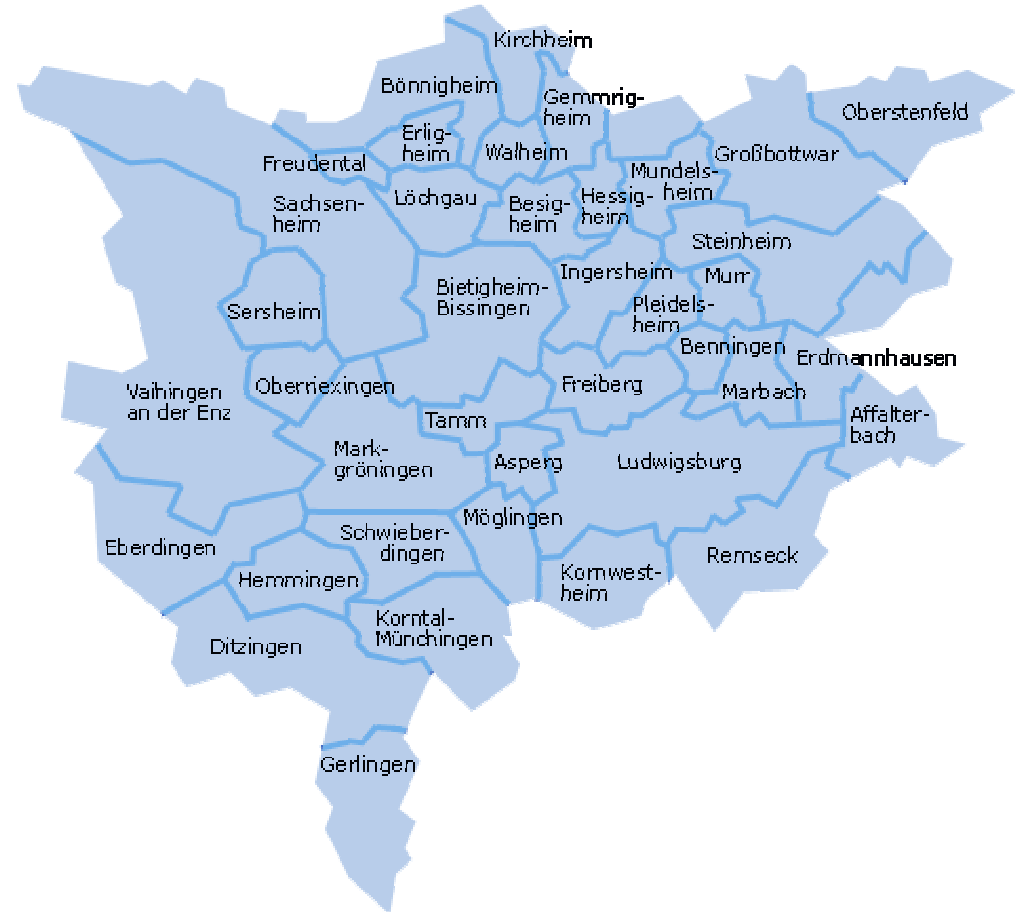 Kirchheim
Bönnigheim
Gemmrig-
heim
Oberstenfeld
Erlig-
heim
Walheim
Großbottwar
Freudental
Mundels-
heim
Löchgau
Hessig-
heim
Besig-
heim
Sachsen-
heim
Steinheim
Ingersheim
Murr
Bietigheim-
Bissingen
Pleidels-
heim
Sersheim
Benningen
Erdmannhausen
Oberriexingen
Freiberg
Marbach
Vaihingen
an der Enz
Tamm
Affalter-
bach
Mark-
gröningen
Asperg
Ludwigsburg
Möglingen
Schwieber-
dingen
Eberdingen
Remseck
Hemmingen
Kornwest-
heim
Korntal-
Münchingen
Ditzingen
Gerlingen